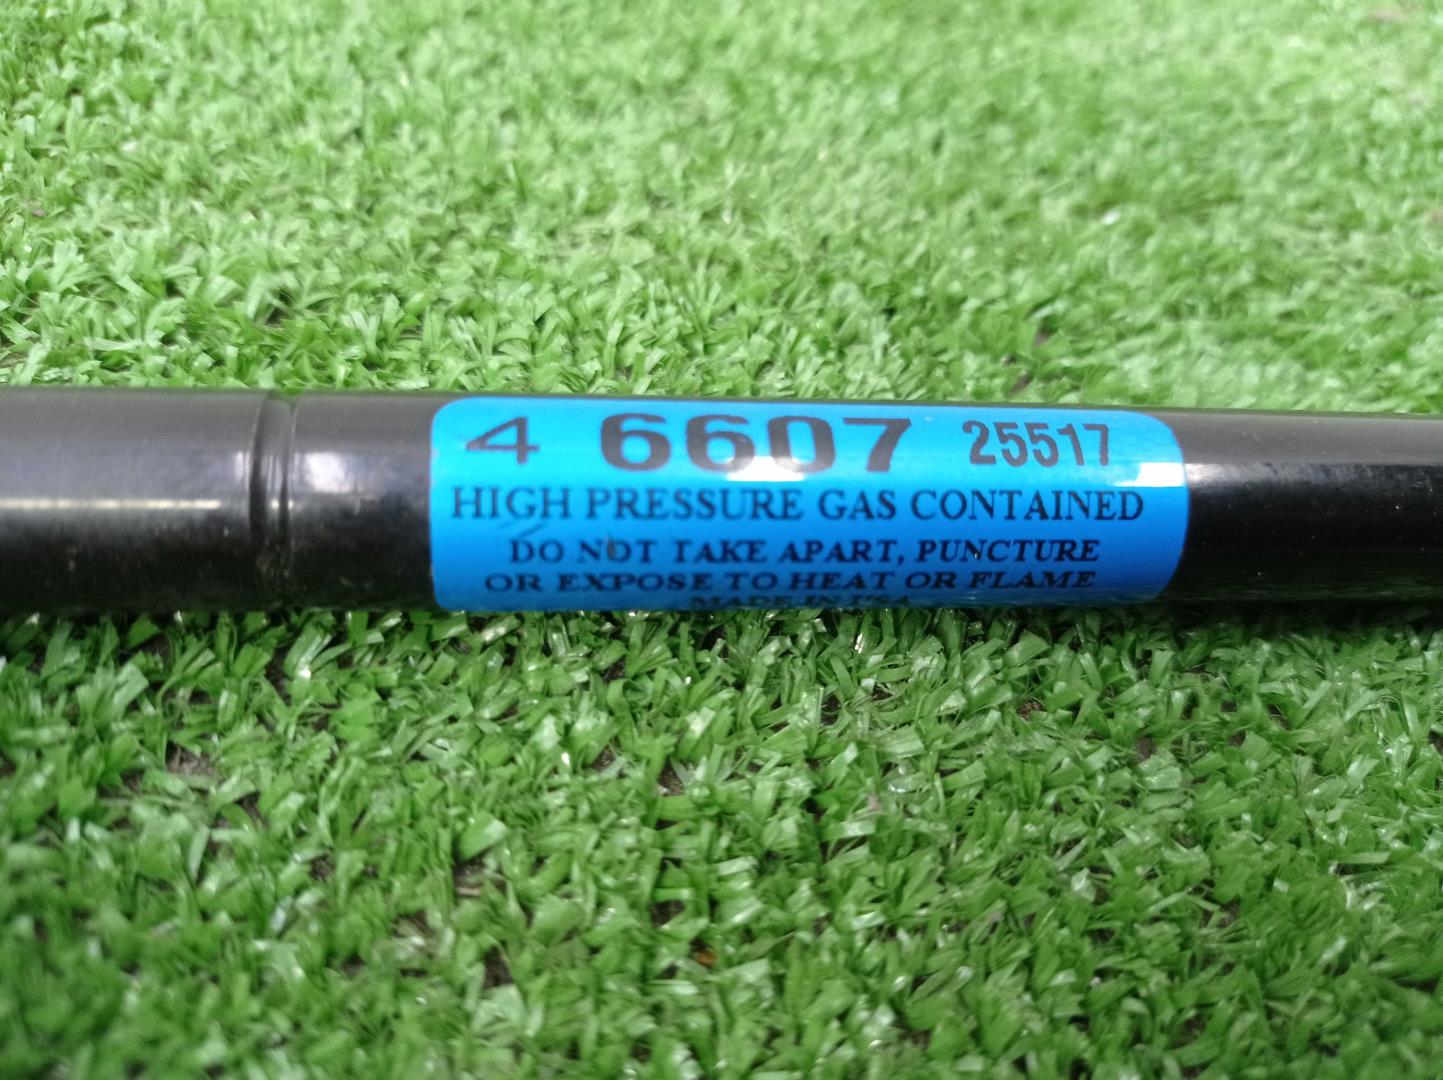 4 6607 25517
HIGH PRESSURE GAS CONTAINED
DO NOT TAKE APART, PUNCTURE
OR EXPOSE TO HEAT OR FLAME
MADE IN USA